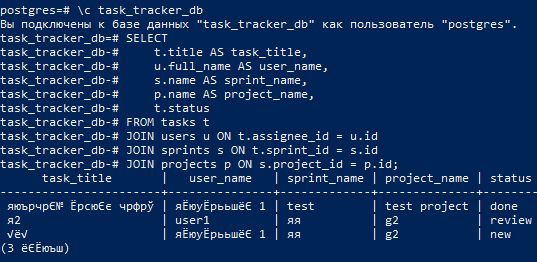 postgres=# \c task_tracker_db
Вы подключены к базе данных "task_tracker_db" как пользователь "postgres".
task_tracker_db=# SELECT
task_tracker_db-#     t.title AS task_title,
task_tracker_db-#     u.full_name AS user_name,
task_tracker_db-#     s.name AS sprint_name,
task_tracker_db-#     p.name AS project_name,
task_tracker_db-#     t.status
task_tracker_db-# FROM tasks t
task_tracker_db-# JOIN users u ON t.assignee_id = u.id
task_tracker_db-# JOIN sprints s ON t.sprint_id = s.id
task_tracker_db-# JOIN projects p ON s.project_id = p.id;
task_title | user_name | sprint_name | project_name | status
яюърчрЄ№ ЁрсюЄє чрфрў | яЁюуЁрььшёЄ 1 | test | test project | done
я2 | user1 | яя | g2 | review
√ё√ | яЁюуЁрььшёЄ 1 | яя | g2 | new
(3 ёЄЁюъш)